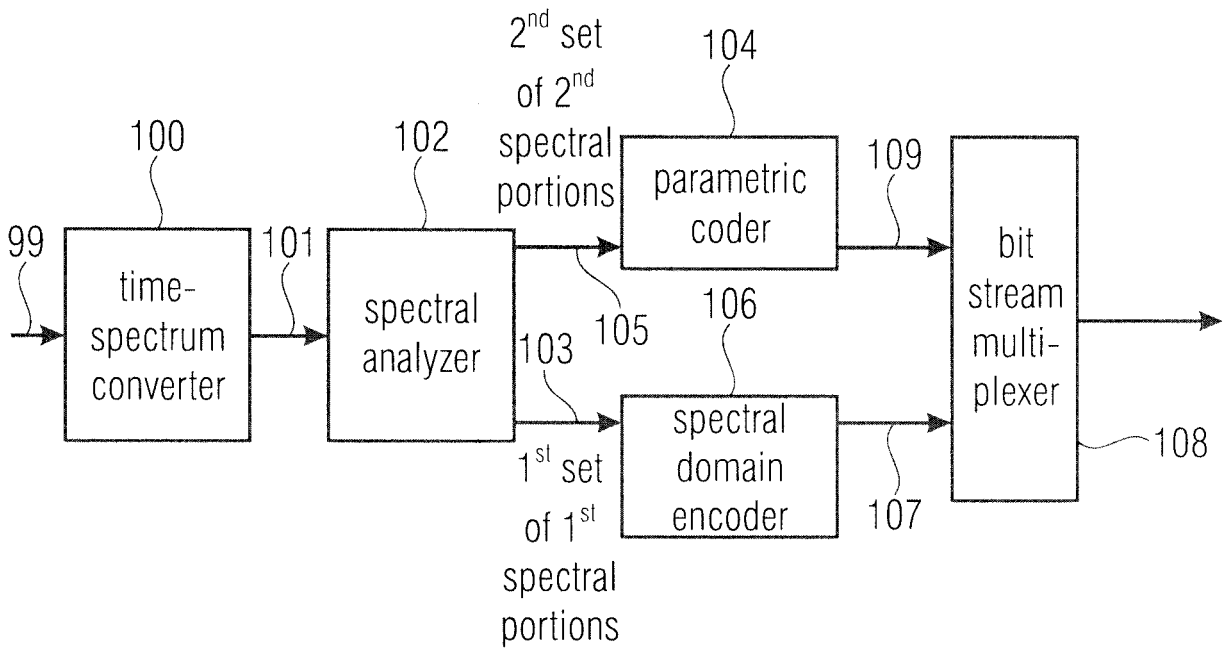 99
100
time-
spectrum
converter
101
102
spectral
analyzer
2nd set
of 2nd
spectral
portions
105
103
1st set
of 1st
spectral
portions
104
parametric
coder
106
spectral
domain
encoder
109
107
bit
stream
multi-
plexer
108